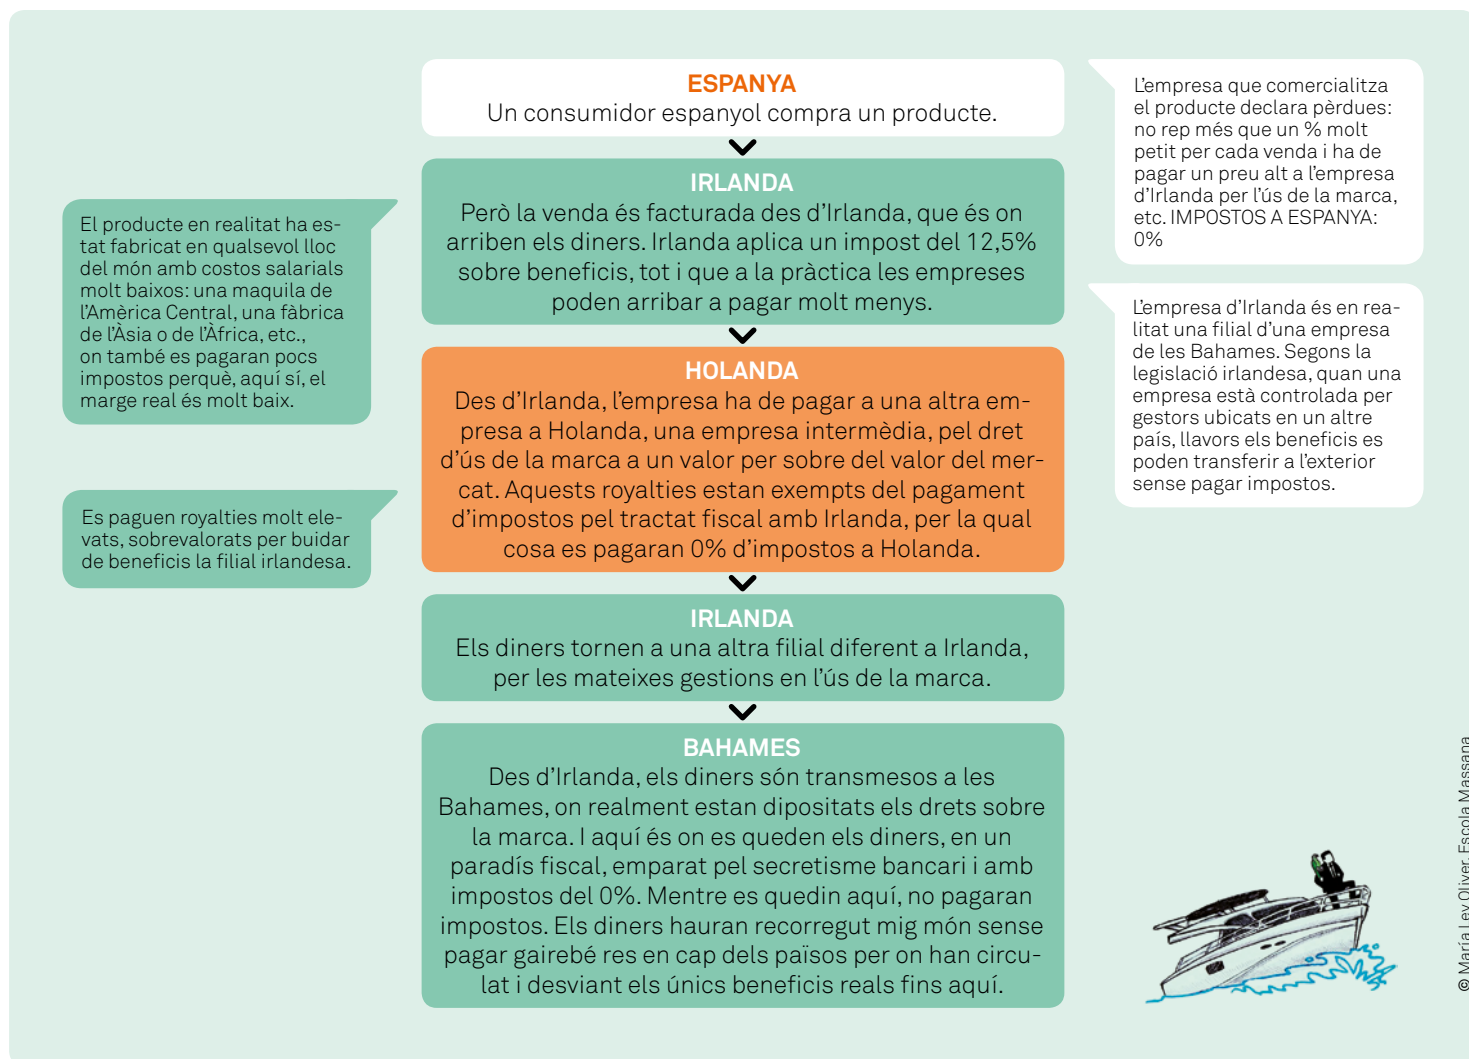 ESPANYA
Un consumidor espanyol compra un producte.
L’empresa que comercialitza
el producte declara pèrdues:
no rep més que un % molt
petit per cada venda i ha de
pagar un preu alt a l’empresa
d’Irlanda per l’ús de la marca,
etc. IMPOSTOS A ESPANYA:
0%
IRLANDA
Però la venda és facturada des d’Irlanda, que és on
arriben els diners. Irlanda aplica un impost del 12,5%
sobre beneficis, tot i que a la pràctica les empreses
poden arribar a pagar molt menys.
El producte en realitat ha es-
tat fabricat en qualsevol lloc
del món amb costos salarials
molt baixos: una maquila de
l’Amèrica Central, una fàbrica
de l’Àsia o de l’Àfrica, etc.,
on també es pagaran pocs
impostos perquè, aquí sí, el
marge real és molt baix.
L’empresa d’Irlanda és en rea-
litat una filial d’una empresa
de les Bahames. Segons la
legislació irlandesa, quan una
empresa està controlada per
gestors ubicats en un altre
país, llavors els beneficis es
poden transferir a l’exterior
sense pagar impostos.
HOLANDA
Des d’Irlanda, l’empresa ha de pagar a una altra em-
presa a Holanda, una empresa intermèdia, pel dret
d’ús de la marca a un valor per sobre del valor del mer-
cat. Aquests royalties estan exempts del pagament
d’impostos pel tractat fiscal amb Irlanda, per la qual
cosa es pagaran 0% d’impostos a Holanda.
Es paguen royalties molt ele-
vats, sobrevalorats per buidar
de beneficis la filial irlandesa.
IRLANDA
Els diners tornen a una altra filial diferent a Irlanda,
per les mateixes gestions en l’ús de la marca.
BAHAMES
Des d’Irlanda, els diners són transmesos a les
Bahames, on realment estan dipositats els drets sobre
la marca. I aquí és on es queden els diners, en un
paradís fiscal, emparat pel secretisme bancari i amb
impostos del 0%. Mentre es quedin aquí, no pagaran
impostos. Els diners hauran recorregut mig món sense
pagar gairebé res en cap dels països per on han circu-
lat i desviant els únics beneficis reals fins aquí.
© María Ley Oliver. Escola Massana